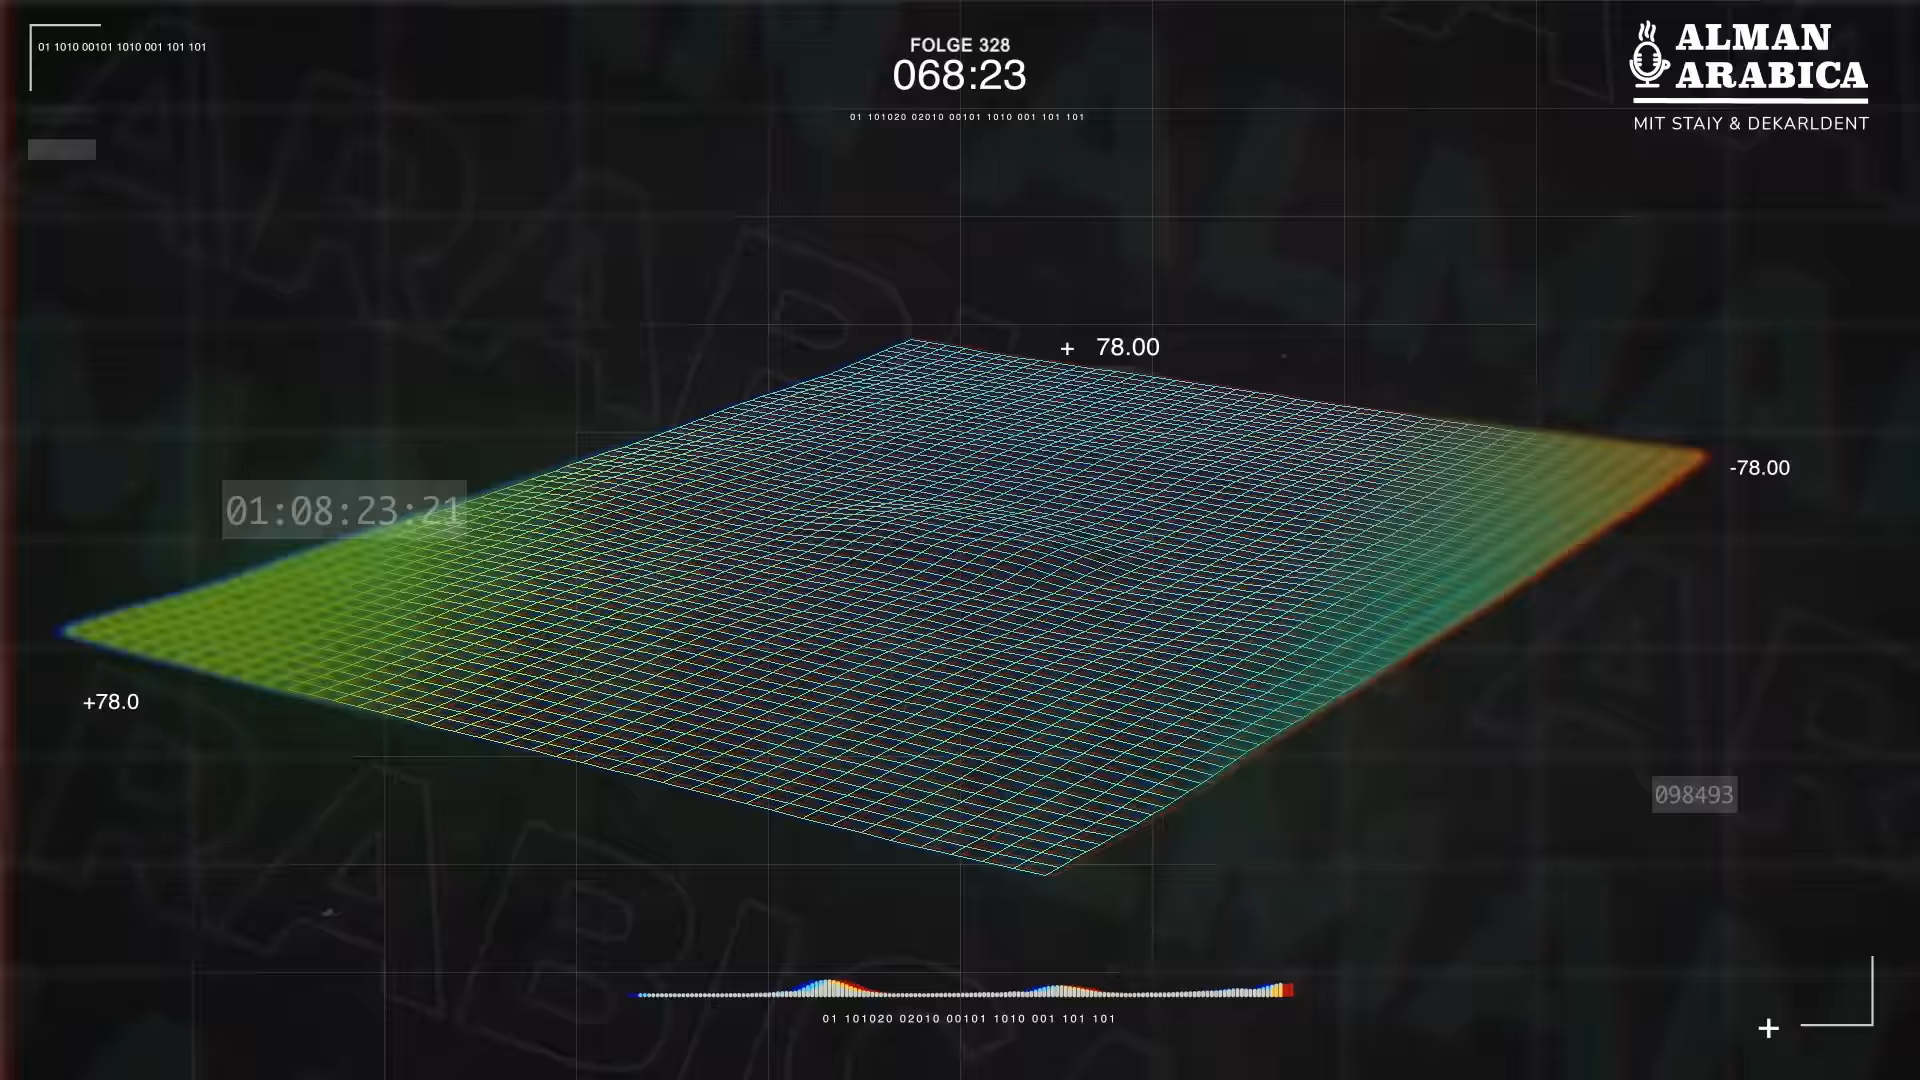 01 1010 00101 1010 001 101 101
FOLGE 328
068:23
01 101020 02010 00101 1010 001 101 101
ALMAN
ARABICA
MIT STAIY & DEKARLDENT
+ 78.00
-78.00
01:08:23:21
+78.0
098493
01 101020 02010 00101 1010 001 101 101
+